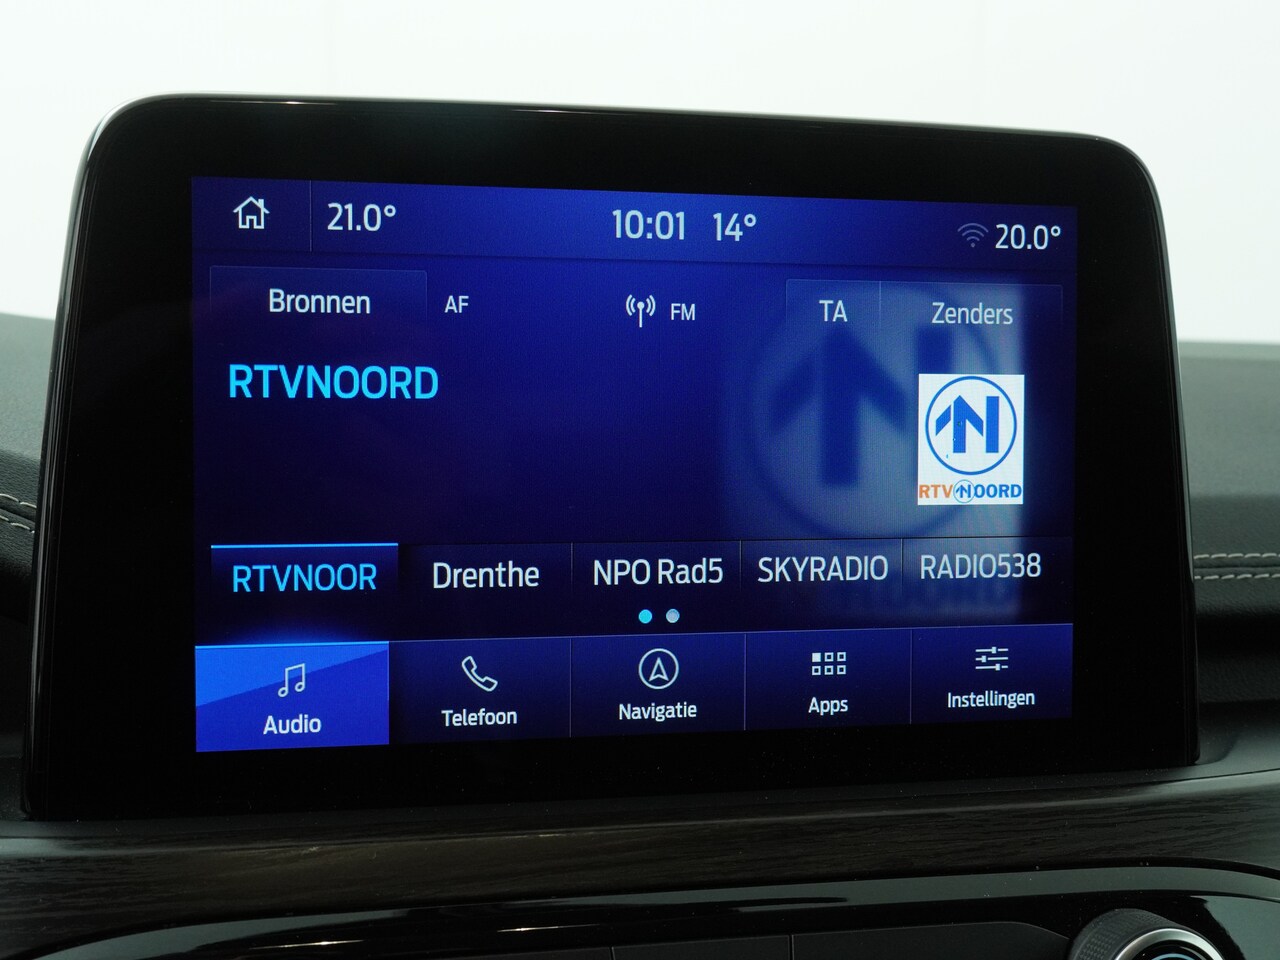 21.0° 10:01 14° 20.0°
Bronnen AF FM TA Zenders
RTVNOORD
N
RTVNOORD
RTVNOOR Drenthe NPO Rad5 SKYRADIO RADIO538
Audio Telefoon Navigatie Apps Instellingen